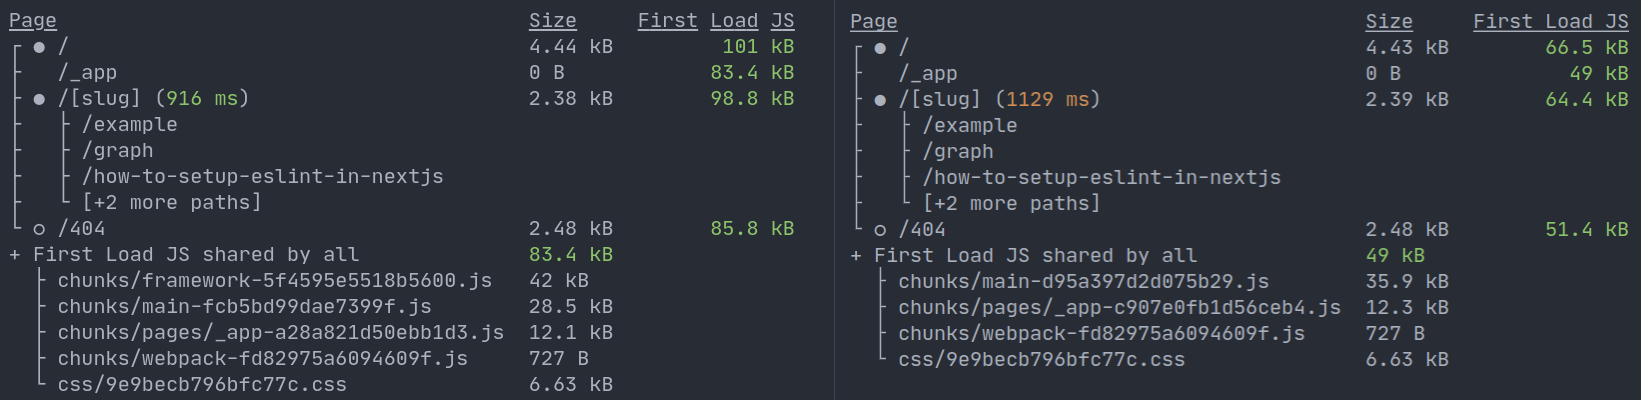 Page Size First Load JS
┌ ● / 4.44 kB 101 kB
├ /_app 0 B 83.4 kB
├ ● /[slug] (916 ms) 2.38 kB 98.8 kB
├ ├ /example
├ ├ /graph
├ ├ /how-to-setup-eslint-in-nextjs
├ └ [+2 more paths]
└ ○ /404 2.48 kB 85.8 kB
+ First Load JS shared by all 83.4 kB
├ chunks/framework-5f4595e5518b5600.js 42 kB
├ chunks/main-fcb5bd99dae7399f.js 28.5 kB
├ chunks/pages/_app-a28a821d50ebb1d3.js 12.1 kB
├ chunks/webpack-fd82975a6094609f.js 727 B
└ css/9e9becb796bfc77c.css 6.63 kB
Page Size First Load JS
┌ ● / 4.43 kB 66.5 kB
├ /_app 0 B 49 kB
├ ● /[slug] (1129 ms) 2.39 kB 64.4 kB
├ ├ /example
├ ├ /graph
├ ├ /how-to-setup-eslint-in-nextjs
├ └ [+2 more paths]
└ ○ /404 2.48 kB 51.4 kB
+ First Load JS shared by all 49 kB
├ chunks/main-d95a397d2d075b29.js 35.9 kB
├ chunks/pages/_app-c907e0fb1d56ceb4.js 12.3 kB
├ chunks/webpack-fd82975a6094609f.js 727 B
└ css/9e9becb796bfc77c.css 6.63 kB